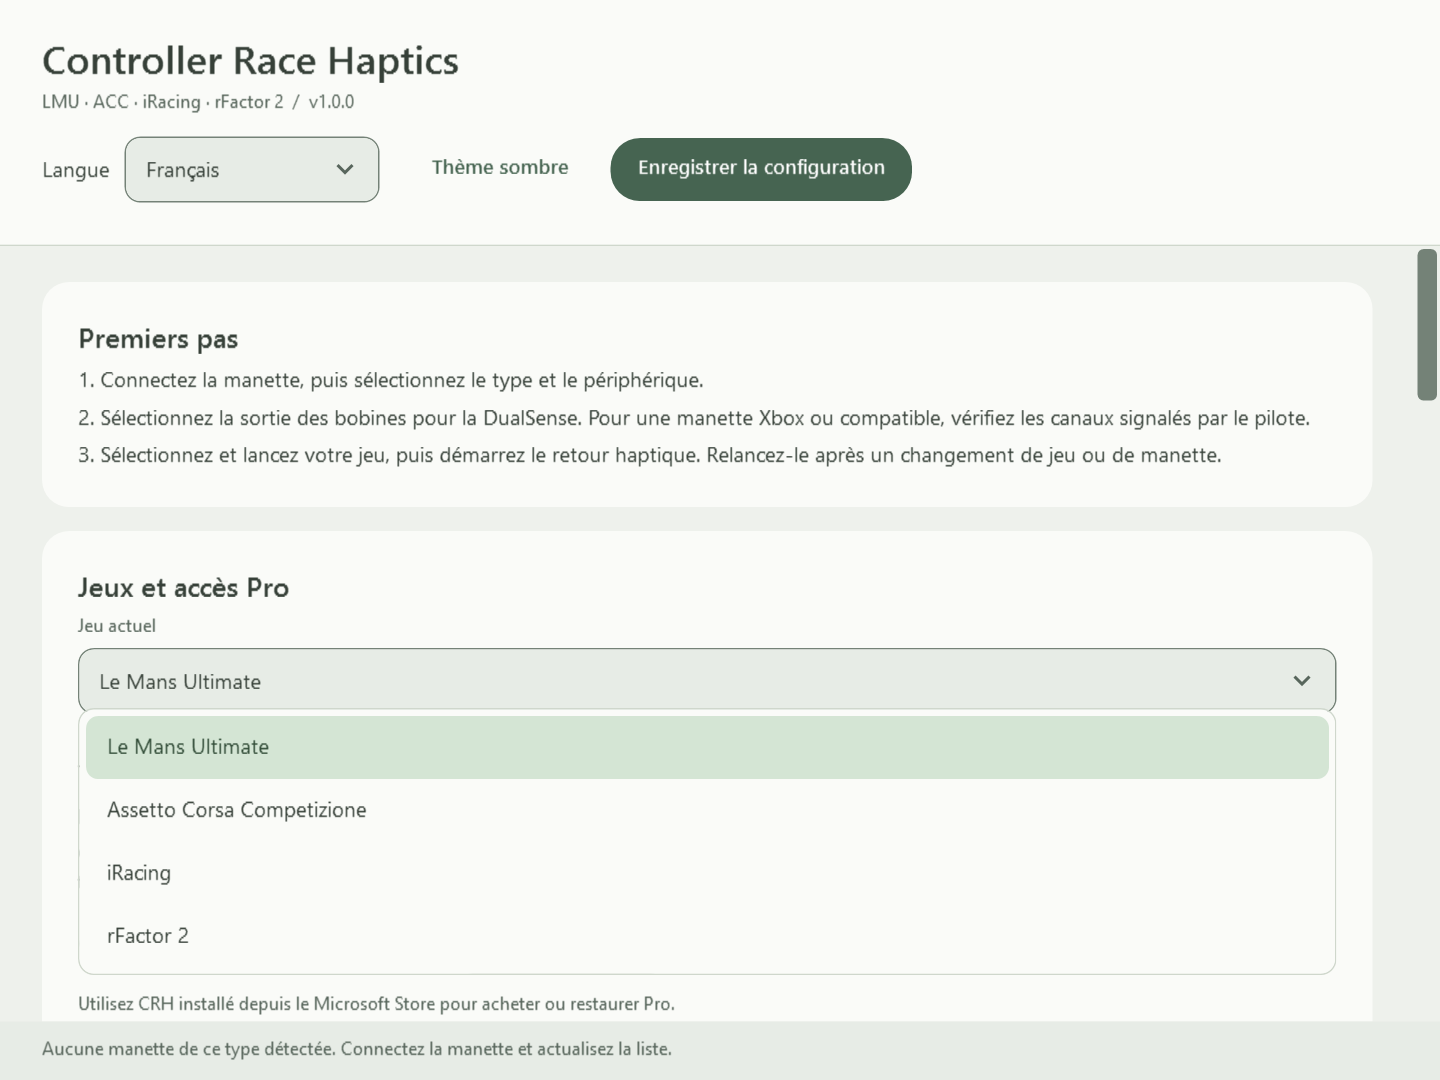 Controller Race Haptics
LMU · ACC · iRacing · rFactor 2 / v1.0.0
Langue
Français
Thème sombre
Enregistrer la configuration
Premiers pas
1. Connectez la manette, puis sélectionnez le type et le périphérique.
2. Sélectionnez la sortie des bobines pour la DualSense. Pour une manette Xbox ou compatible, vérifiez les canaux signalés par le pilote.
3. Sélectionnez et lancez votre jeu, puis démarrez le retour haptique. Relancez-le après un changement de jeu ou de manette.
Jeux et accès Pro
Jeu actuel
Le Mans Ultimate
Le Mans Ultimate
Assetto Corsa Competizione
iRacing
rFactor 2
Utilisez CRH installé depuis le Microsoft Store pour acheter ou restaurer Pro.
Aucune manette de ce type détectée. Connectez la manette et actualisez la liste.